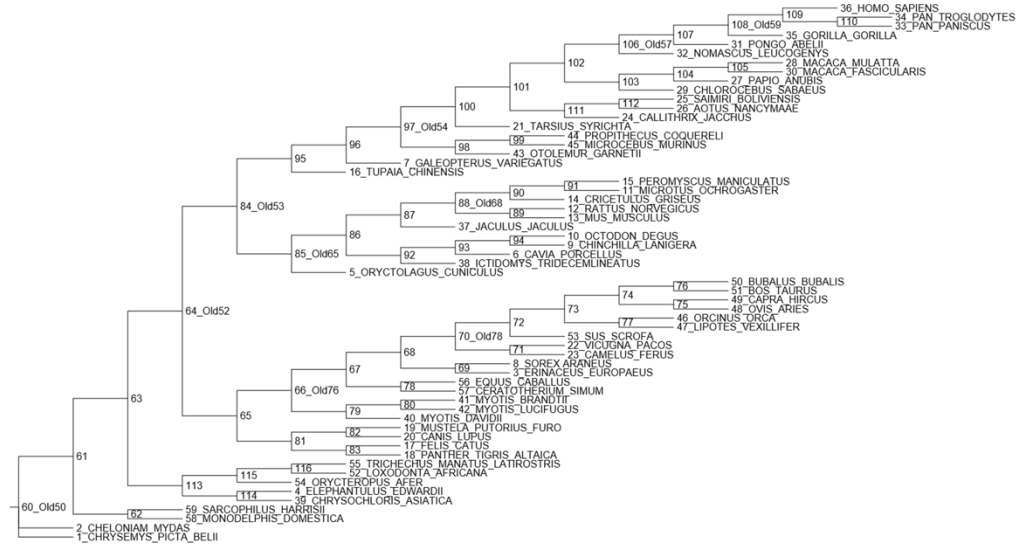 36_HOMO_SAPIENS
109
34_PAN_TROGLODYTES
110
33_PAN_PANISCUS
108_Old59
107
35_GORILLA_GORILLA
106_Old57
31_PONGO_ABELII
32_NOMASCUS_LEUCOGENYS
102
28_MACACA_MULATTA
105
30_MACACA_FASCICULARIS
104
27_PAPIO_ANUBIS
103
29_CHLOROCEBUS_SABAEUS
101
25_SAIMIRI_BOLIVIENSIS
112
26_AOTUS_NANCYMAAE
111
24_CALLITHRIX_JACCHUS
100
97_Old54
21_TARSIUS_SYRICHTA
44_PROPITHECUS_COQUERELI
99
45_MICROCEBUS_MURINUS
98
43_OTOLEMUR_GARNETII
96
7_GALEOPTERUS_VARIEGATUS
95
16_TUPAIA_CHINENSIS
15_PEROMYSCUS_MANICULATUS
91
11_MICROTUS_OCHROGASTER
90
14_CRICETULUS_GRISEUS
88_Old68
12_RATTUS_NORVEGICUS
89
13_MUS_MUSCULUS
84_Old53
87
37_JACULUS_JACULUS
86
10_OCTODON_DEGUS
94
9_CHINCHILLA_LANIGERA
93
6_CAVIA_PORCELLUS
92
38_ICTIDOMYS_TRIDECEMLINEATUS
85_Old65
5_ORYCTOLAGUS_CUNICULUS
50_BUBALUS_BUBALIS
76
51_BOS_TAURUS
74
49_CAPRA_HIRCUS
75
48_OVIS_ARIES
73
46_ORCINUS_ORCA
77
47_LIPOTES_VEXILLIFER
64_Old52
72
70_Old78
53_SUS_SCROFA
22_VICUGNA_PACOS
71
23_CAMELUS_FERUS
68
8_SOREX ARANEUS
69
3_ERINACEUS_EUROPAEUS
67
56_EQUUS_CABALLUS
78
57_CERATOTHERIUM_SIMUM
66_Old76
41_MYOTIS_BRANDTII
80
42_MYOTIS_LUCIFUGUS
79
40_MYOTIS_DAVIDII
63
65
19_MUSTELA_PUTORIUS_FURO
82
20_CANIS_LUPUS
81
17_FELIS_CATUS
83
18_PANTHER_TIGRIS_ALTAICA
61
55_TRICHECHUS_MANATUS_LATIROSTRIS
116
52_LOXODONTA_AFRICANA
115
54_ORYCTEROPUS_AFER
113
4_ELEPHANTULUS_EDWARDII
114
39_CHRYSOCHLORIS_ASIATICA
60_Old50
59_SARCOPHILUS_HARRISII
62
58_MONODELPHIS_DOMESTICA
2_CHELONIAM_MYDAS
1_CHRYSEMYS_PICTA_BELII